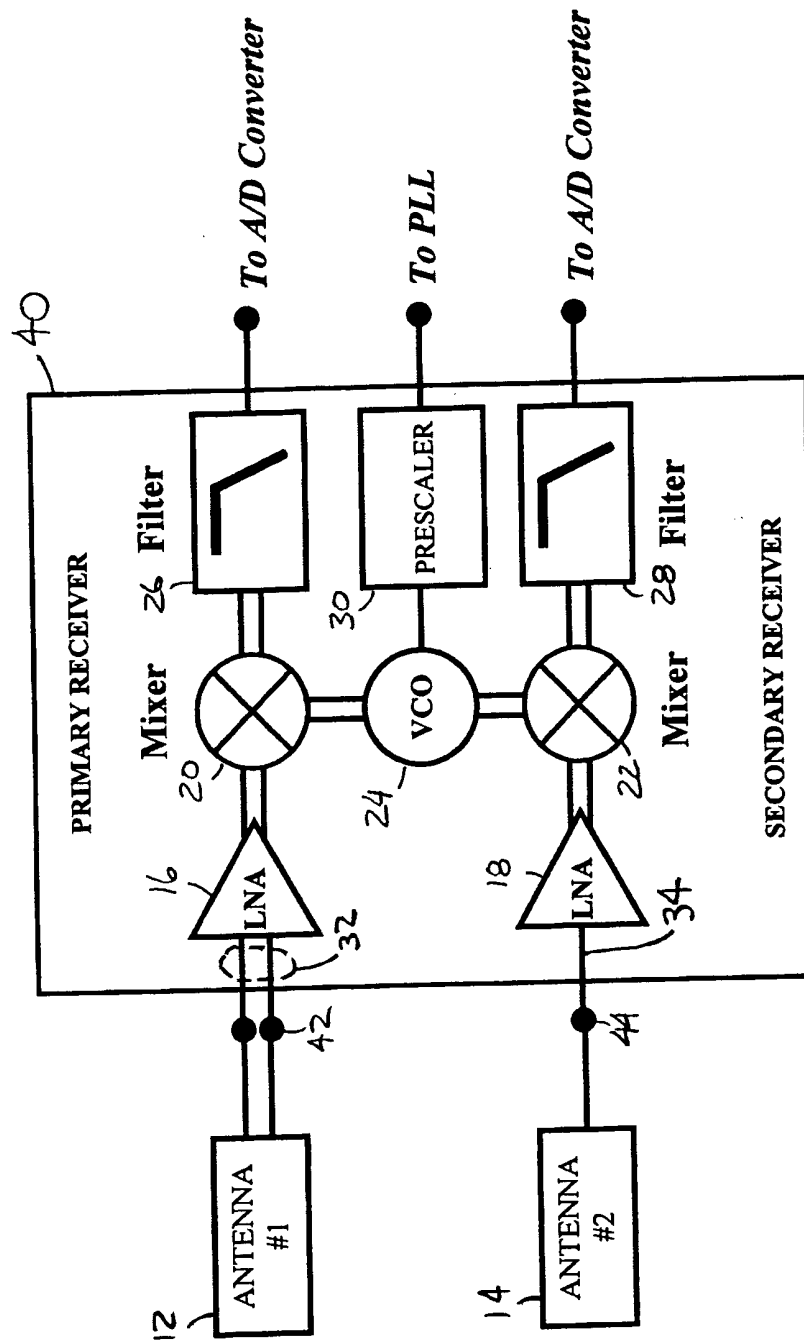 40
PRIMARY RECEIVER
12
ANTENNA
#1
42
32
16
LNA
20
Mixer
26
Filter
To A/D Converter
24
VCO
30
PRESCALER
To PLL
14
ANTENNA
#2
44
34
18
LNA
22
Mixer
28
Filter
To A/D Converter
SECONDARY RECEIVER